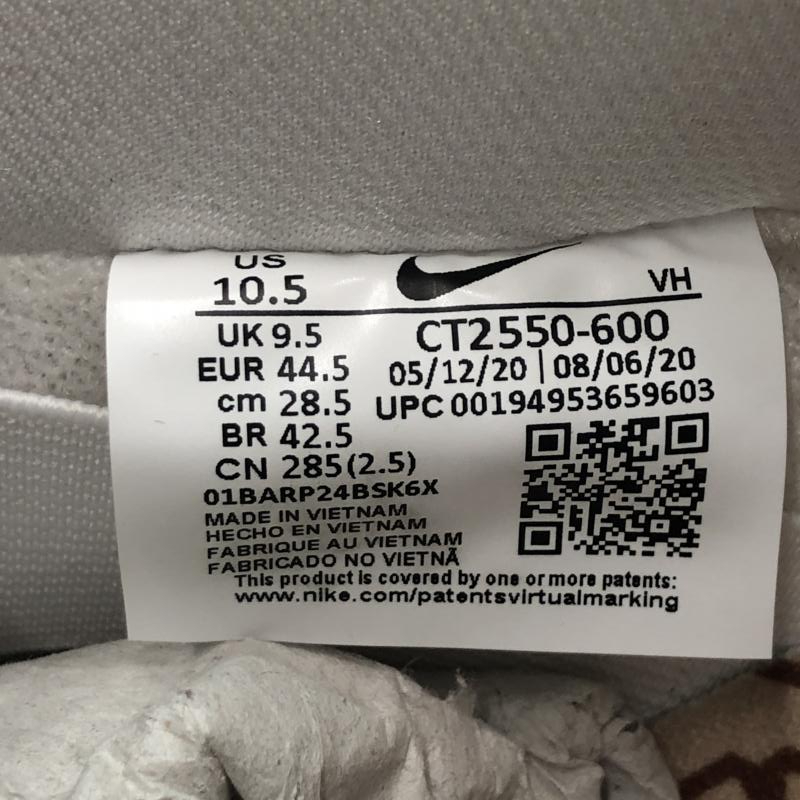 US
10.5
VH
UK 9.5
CT2550-600
EUR 44.5
05/12/20 | 08/06/20
cm 28.5
UPC 00194953659603
BR 42.5
CN 285(2.5)
01BARP24BSK6X
MADE IN VIETNAM
HECHO EN VIETNAM
FABRIQUE AU VIETNAM
FABRICADO NO VIETNÃ
This product is covered by one or more patents:
www.nike.com/patentsvirtualmarking